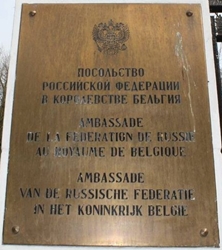 ПОСОЛЬСТВО
РОССИЙСКОЙ ФЕДЕРАЦИИ
В КОРОЛЕВСТВЕ БЕЛЬГИЯ
AMBASSADE
DE LA FEDERATION DE RUSSIE
AU ROYAUME DE BELGIQUE
AMBASSADE
VAN DE RUSSISCHE FEDERATIE
IN HET KONINKRIJK BELGIE